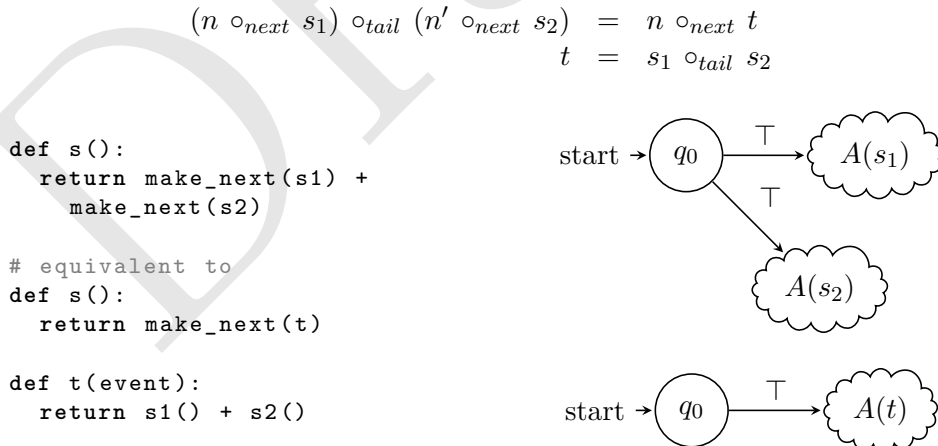 (n ∘next s1) ∘tail (n′ ∘next s2) = n ∘next t
t = s1 ∘tail s2
def s():
  return make_next(s1) +
    make_next(s2)
# equivalent to
def s():
  return make_next(t)
def t(event):
  return s1() + s2()
start q0 ⊤ A(s1)
⊤
A(s2)
start q0 ⊤ A(t)